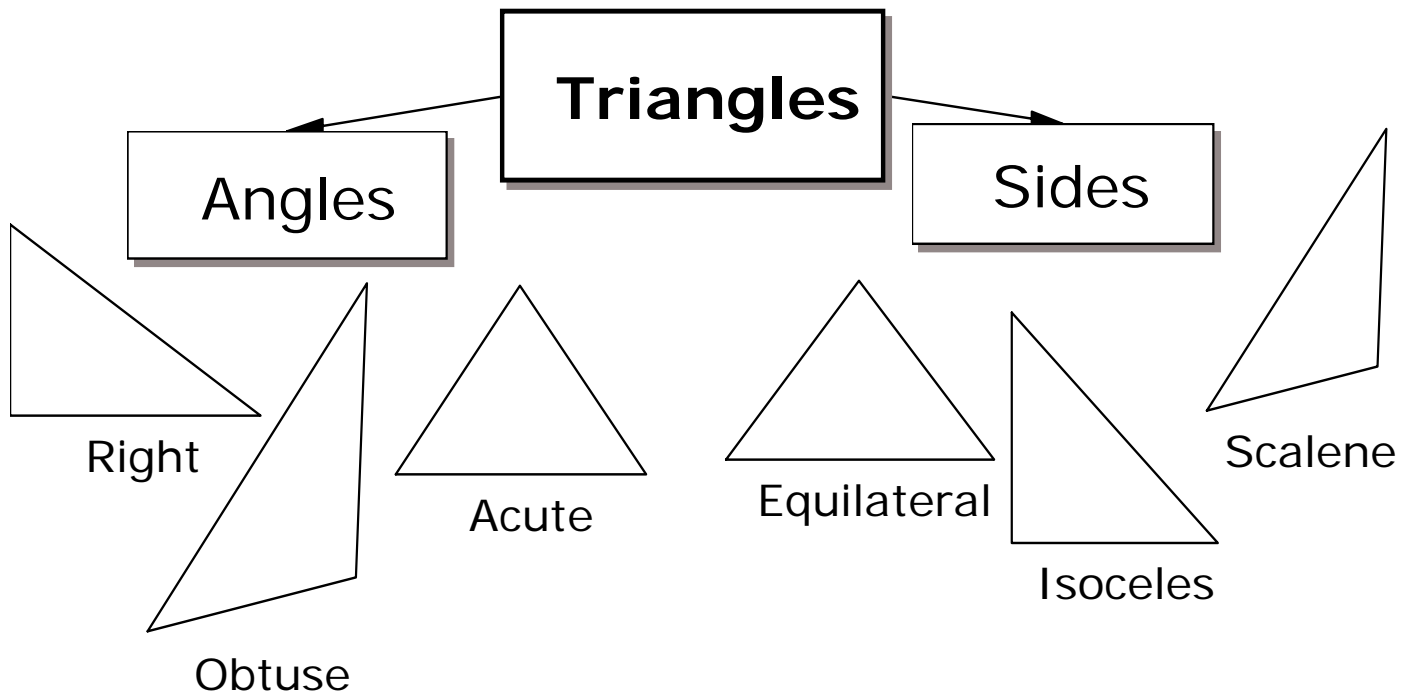 Triangles
Angles
Sides
Right
Obtuse
Acute
Equilateral
Isoceles
Scalene